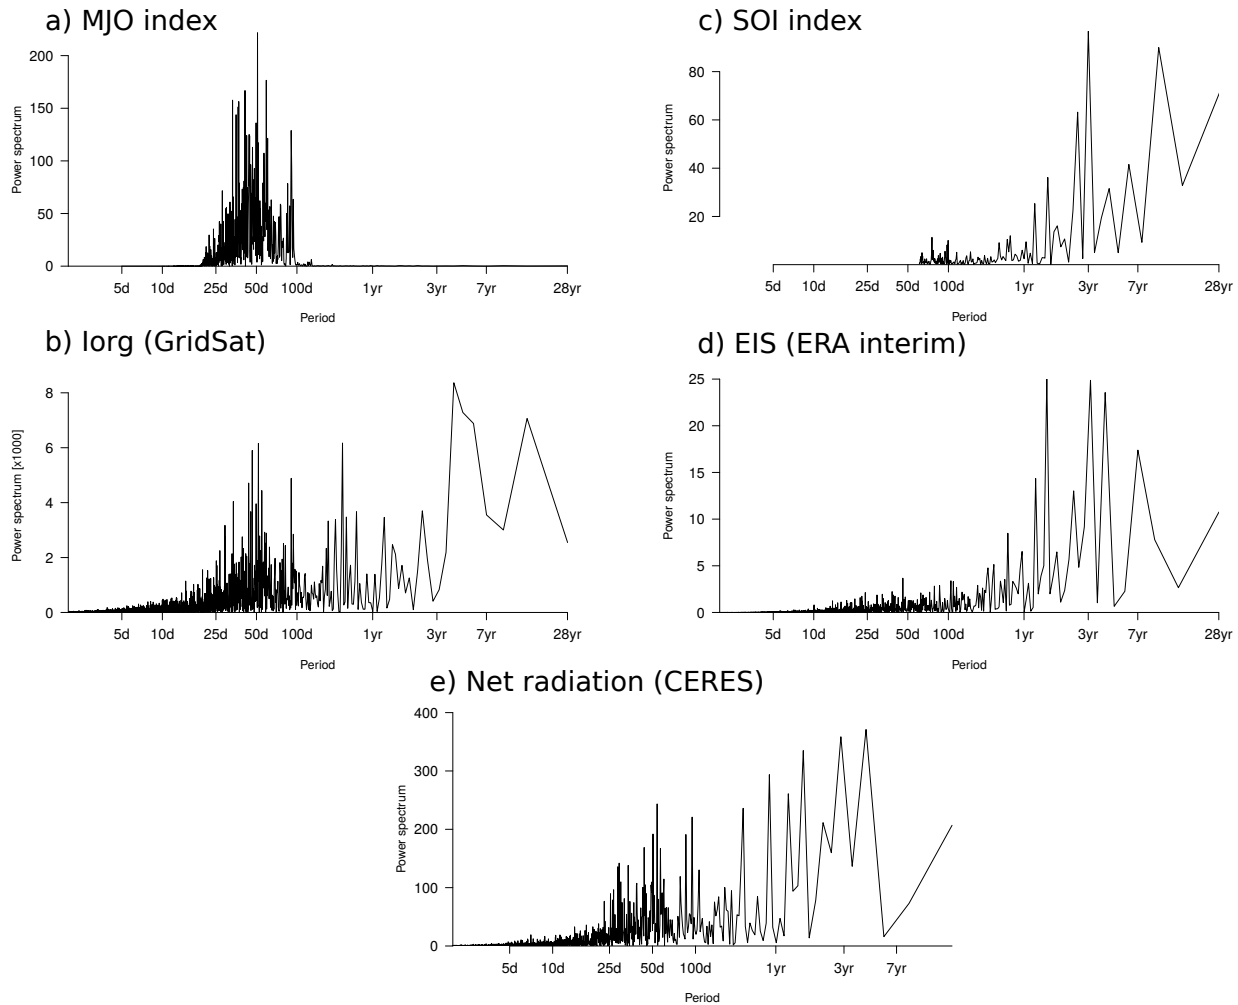 a) MJO index
Power spectrum
200
150
100
50
0
5d 10d 25d 50d 100d 1yr 3yr 7yr 28yr
Period
c) SOI index
Power spectrum
80
60
40
20
5d 10d 25d 50d 100d 1yr 3yr 7yr 28yr
Period
b) Iorg (GridSat)
Power spectrum [x1000]
8
6
4
2
0
5d 10d 25d 50d 100d 1yr 3yr 7yr 28yr
Period
d) EIS (ERA interim)
Power spectrum
25
20
15
10
5
0
5d 10d 25d 50d 100d 1yr 3yr 7yr 28yr
Period
e) Net radiation (CERES)
Power spectrum
400
300
200
100
0
5d 10d 25d 50d 100d 1yr 3yr 7yr
Period